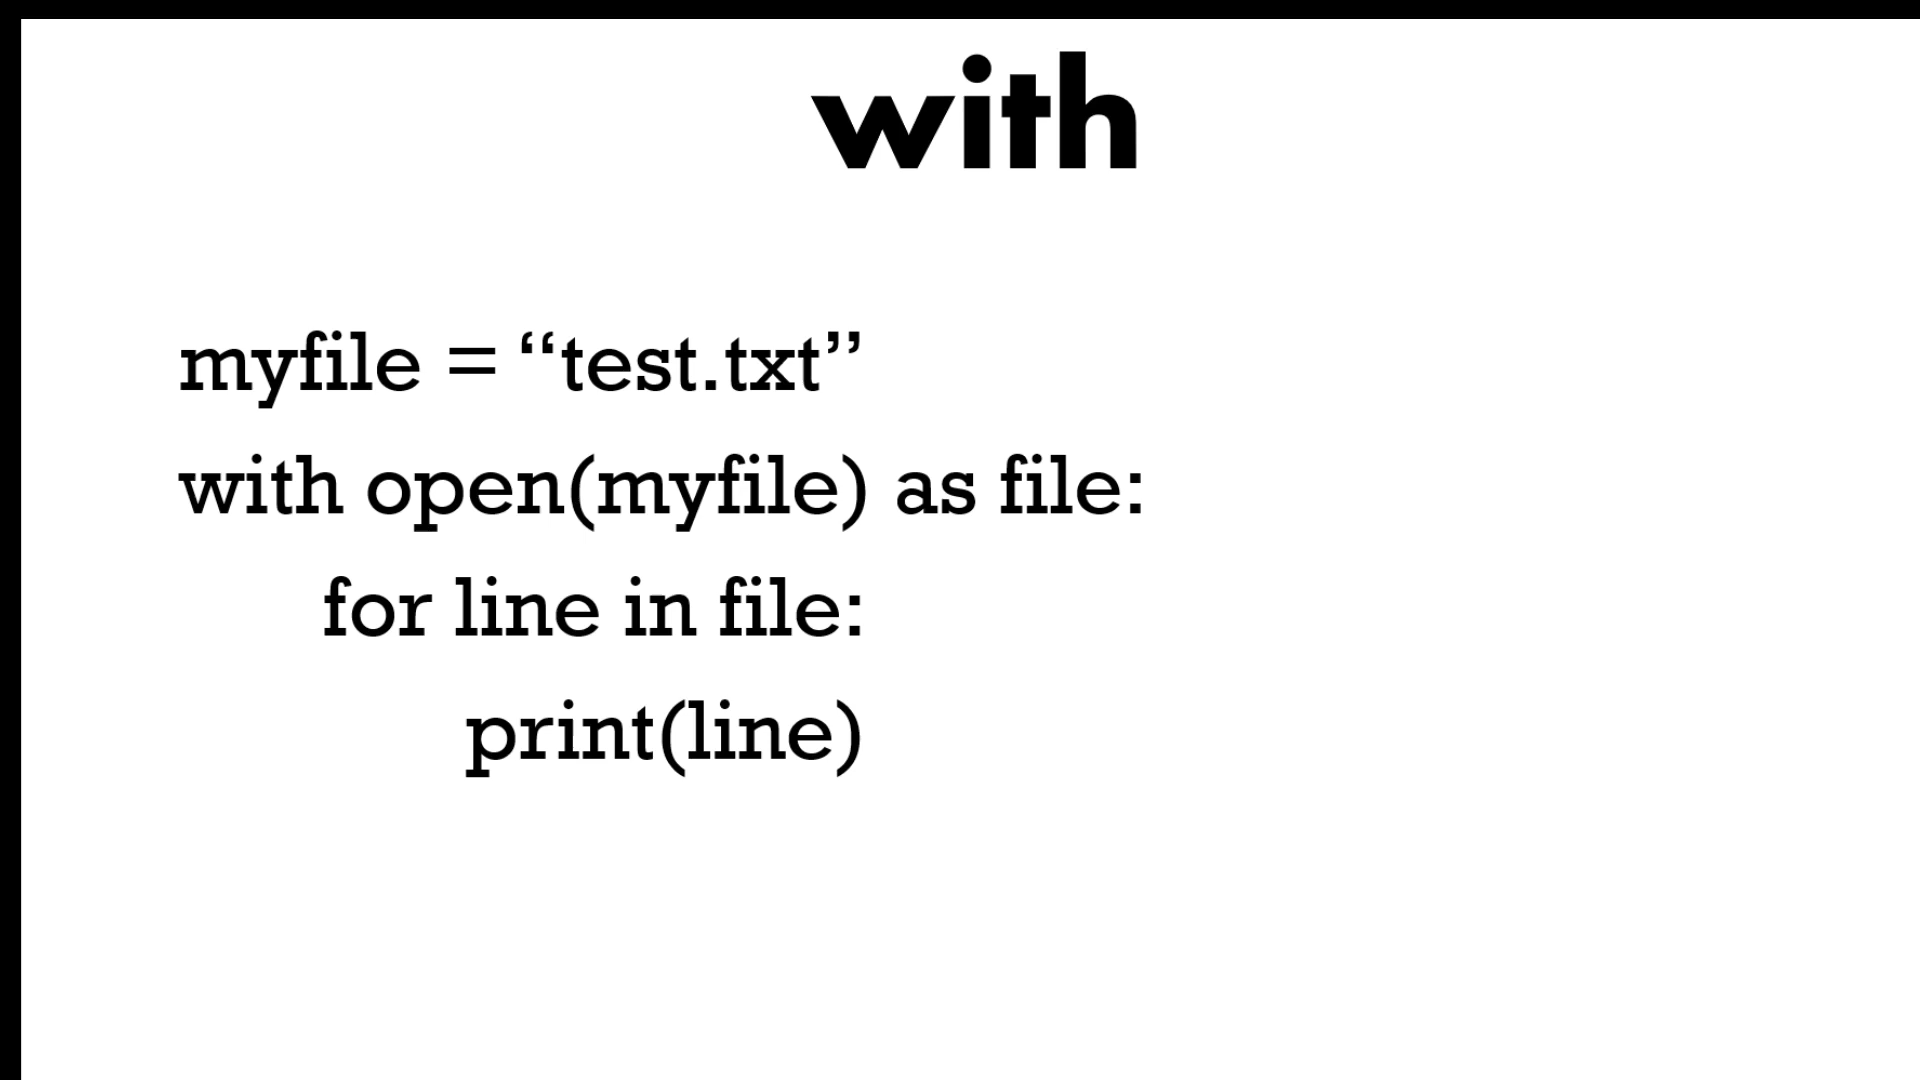 with
myfile = “test.txt”
with open(myfile) as file:
for line in file:
print(line)